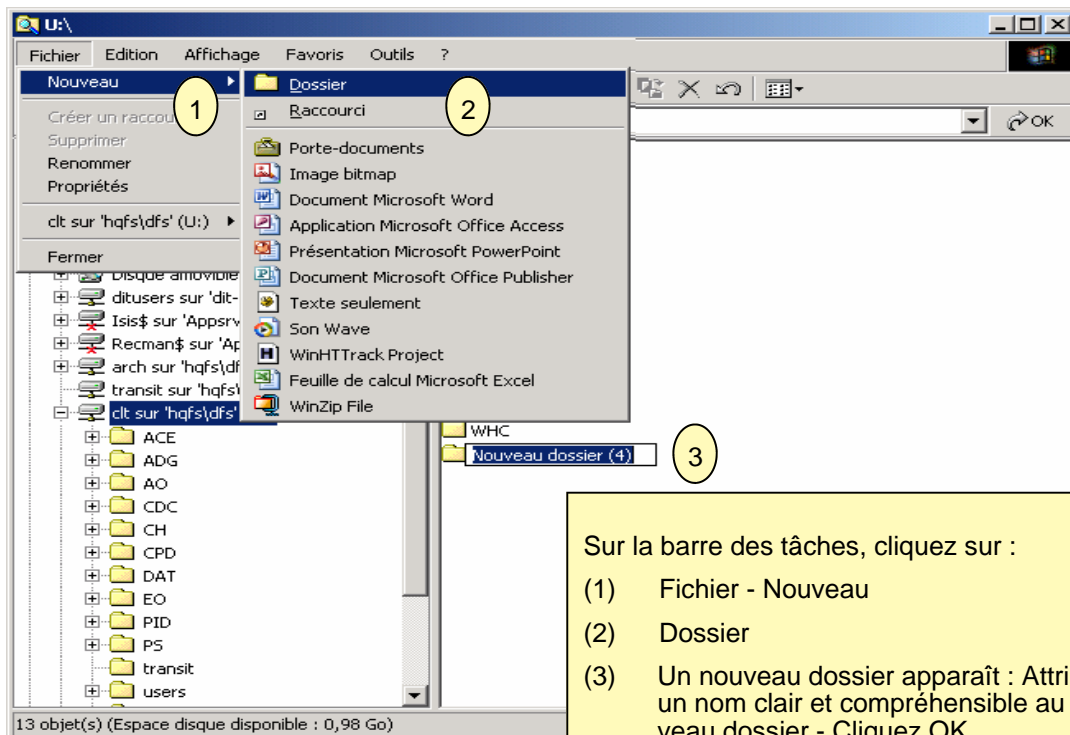 U:\
Fichier Edition Affichage Favoris Outils ?
Nouveau
Créer un raccou
Supprimer
Renommer
Propriétés
clt sur 'hqfs\dfs' (U:)
Fermer
1
Dossier
Raccourci
2
Porte-documents
Image bitmap
Document Microsoft Word
Application Microsoft Office Access
Présentation Microsoft PowerPoint
Document Microsoft Office Publisher
Texte seulement
Son Wave
WinHTTrack Project
Feuille de calcul Microsoft Excel
WinZip File
OK
Disque amovible
ditusers sur 'dit-
Isis$ sur 'Appsrv
Recman$ sur 'Ap
arch sur 'hqfs\df
transit sur 'hqfs\
clt sur 'hqfs\dfs'
ACE
ADG
AO
CDC
CH
CPD
DAT
EO
PID
PS
transit
users
WHC
Nouveau dossier (4)
3
Sur la barre des tâches, cliquez sur :
(1) Fichier - Nouveau
(2) Dossier
(3) Un nouveau dossier apparaît : Attri
un nom clair et compréhensible au
veau dossier - Cliquez OK
13 objet(s) (Espace disque disponible : 0,98 Go)